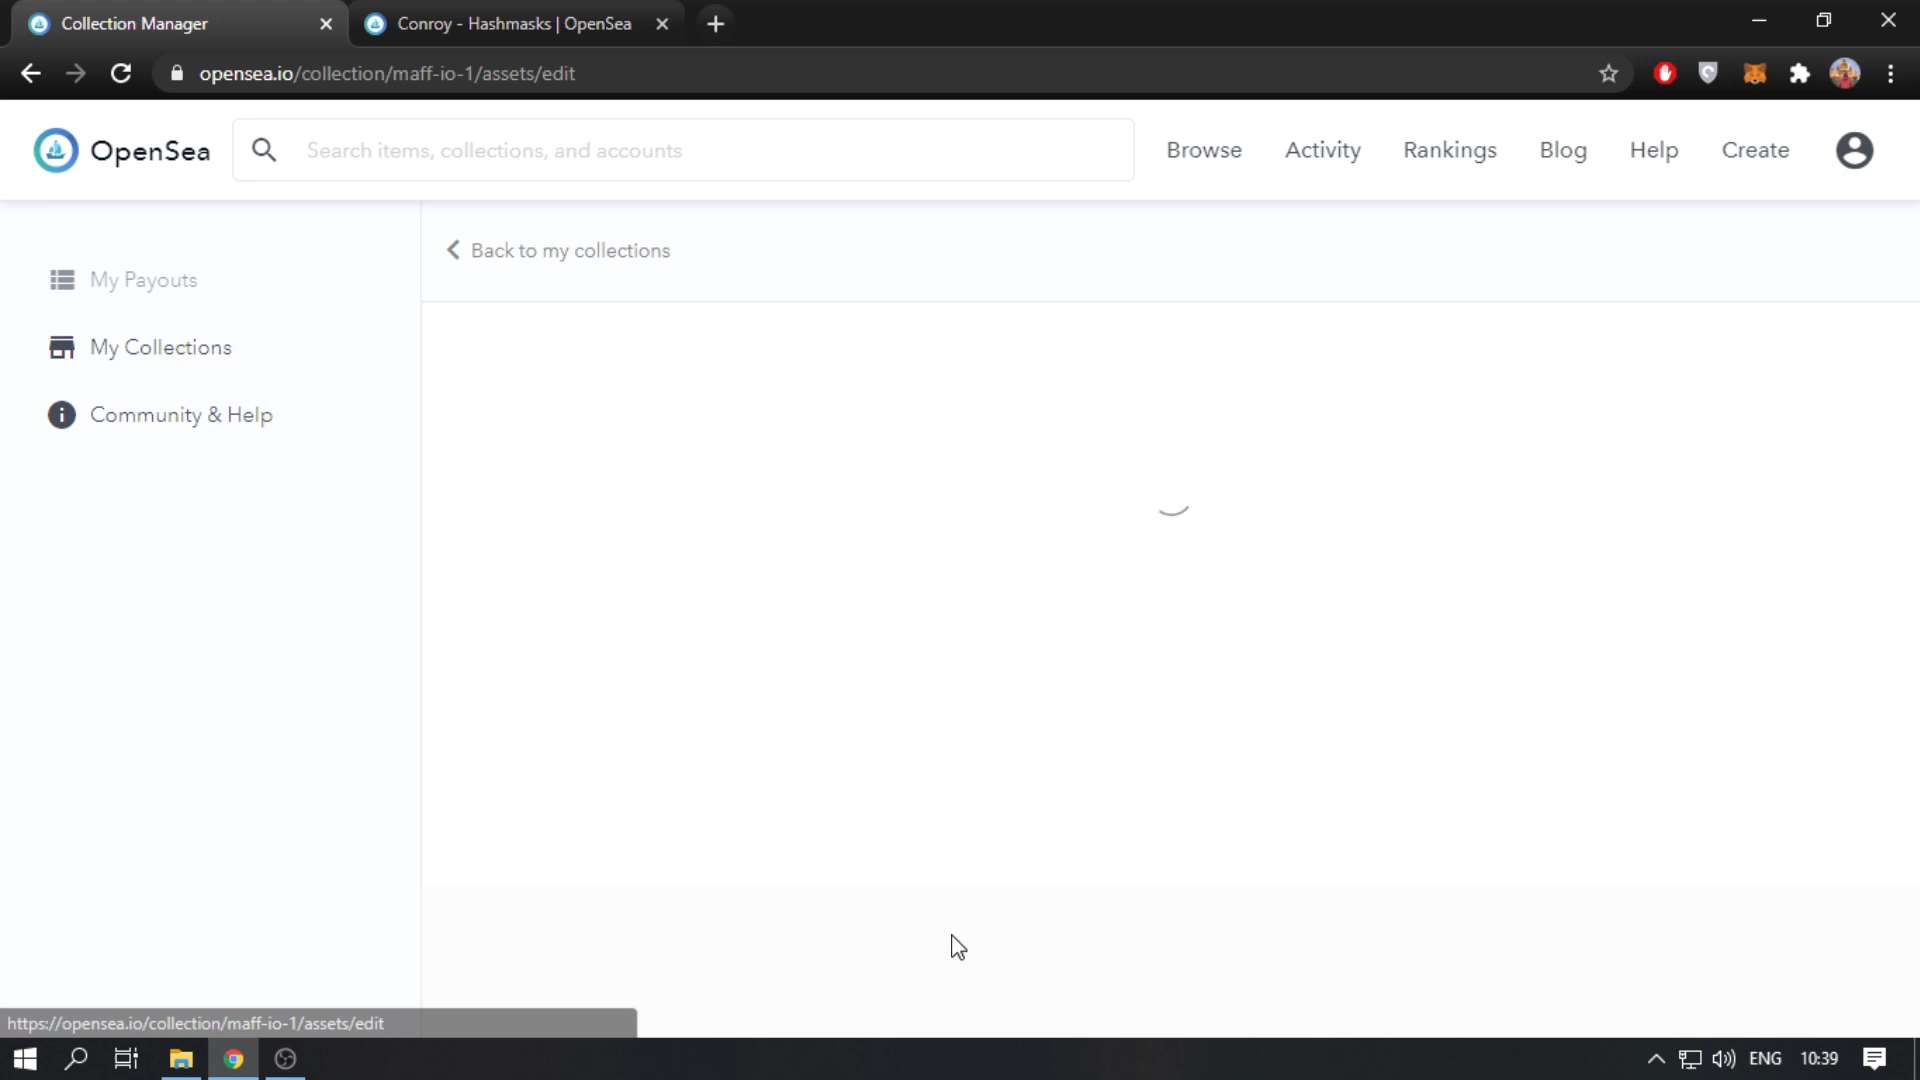 Collection Manager
Conroy - Hashmasks | OpenSea
opensea.io/collection/maff-io-1/assets/edit
OpenSea
Search items, collections, and accounts
Browse
Activity
Rankings
Blog
Help
Create
Back to my collections
My Payouts
My Collections
Community & Help
https://opensea.io/collection/maff-io-1/assets/edit
ENG
10:39